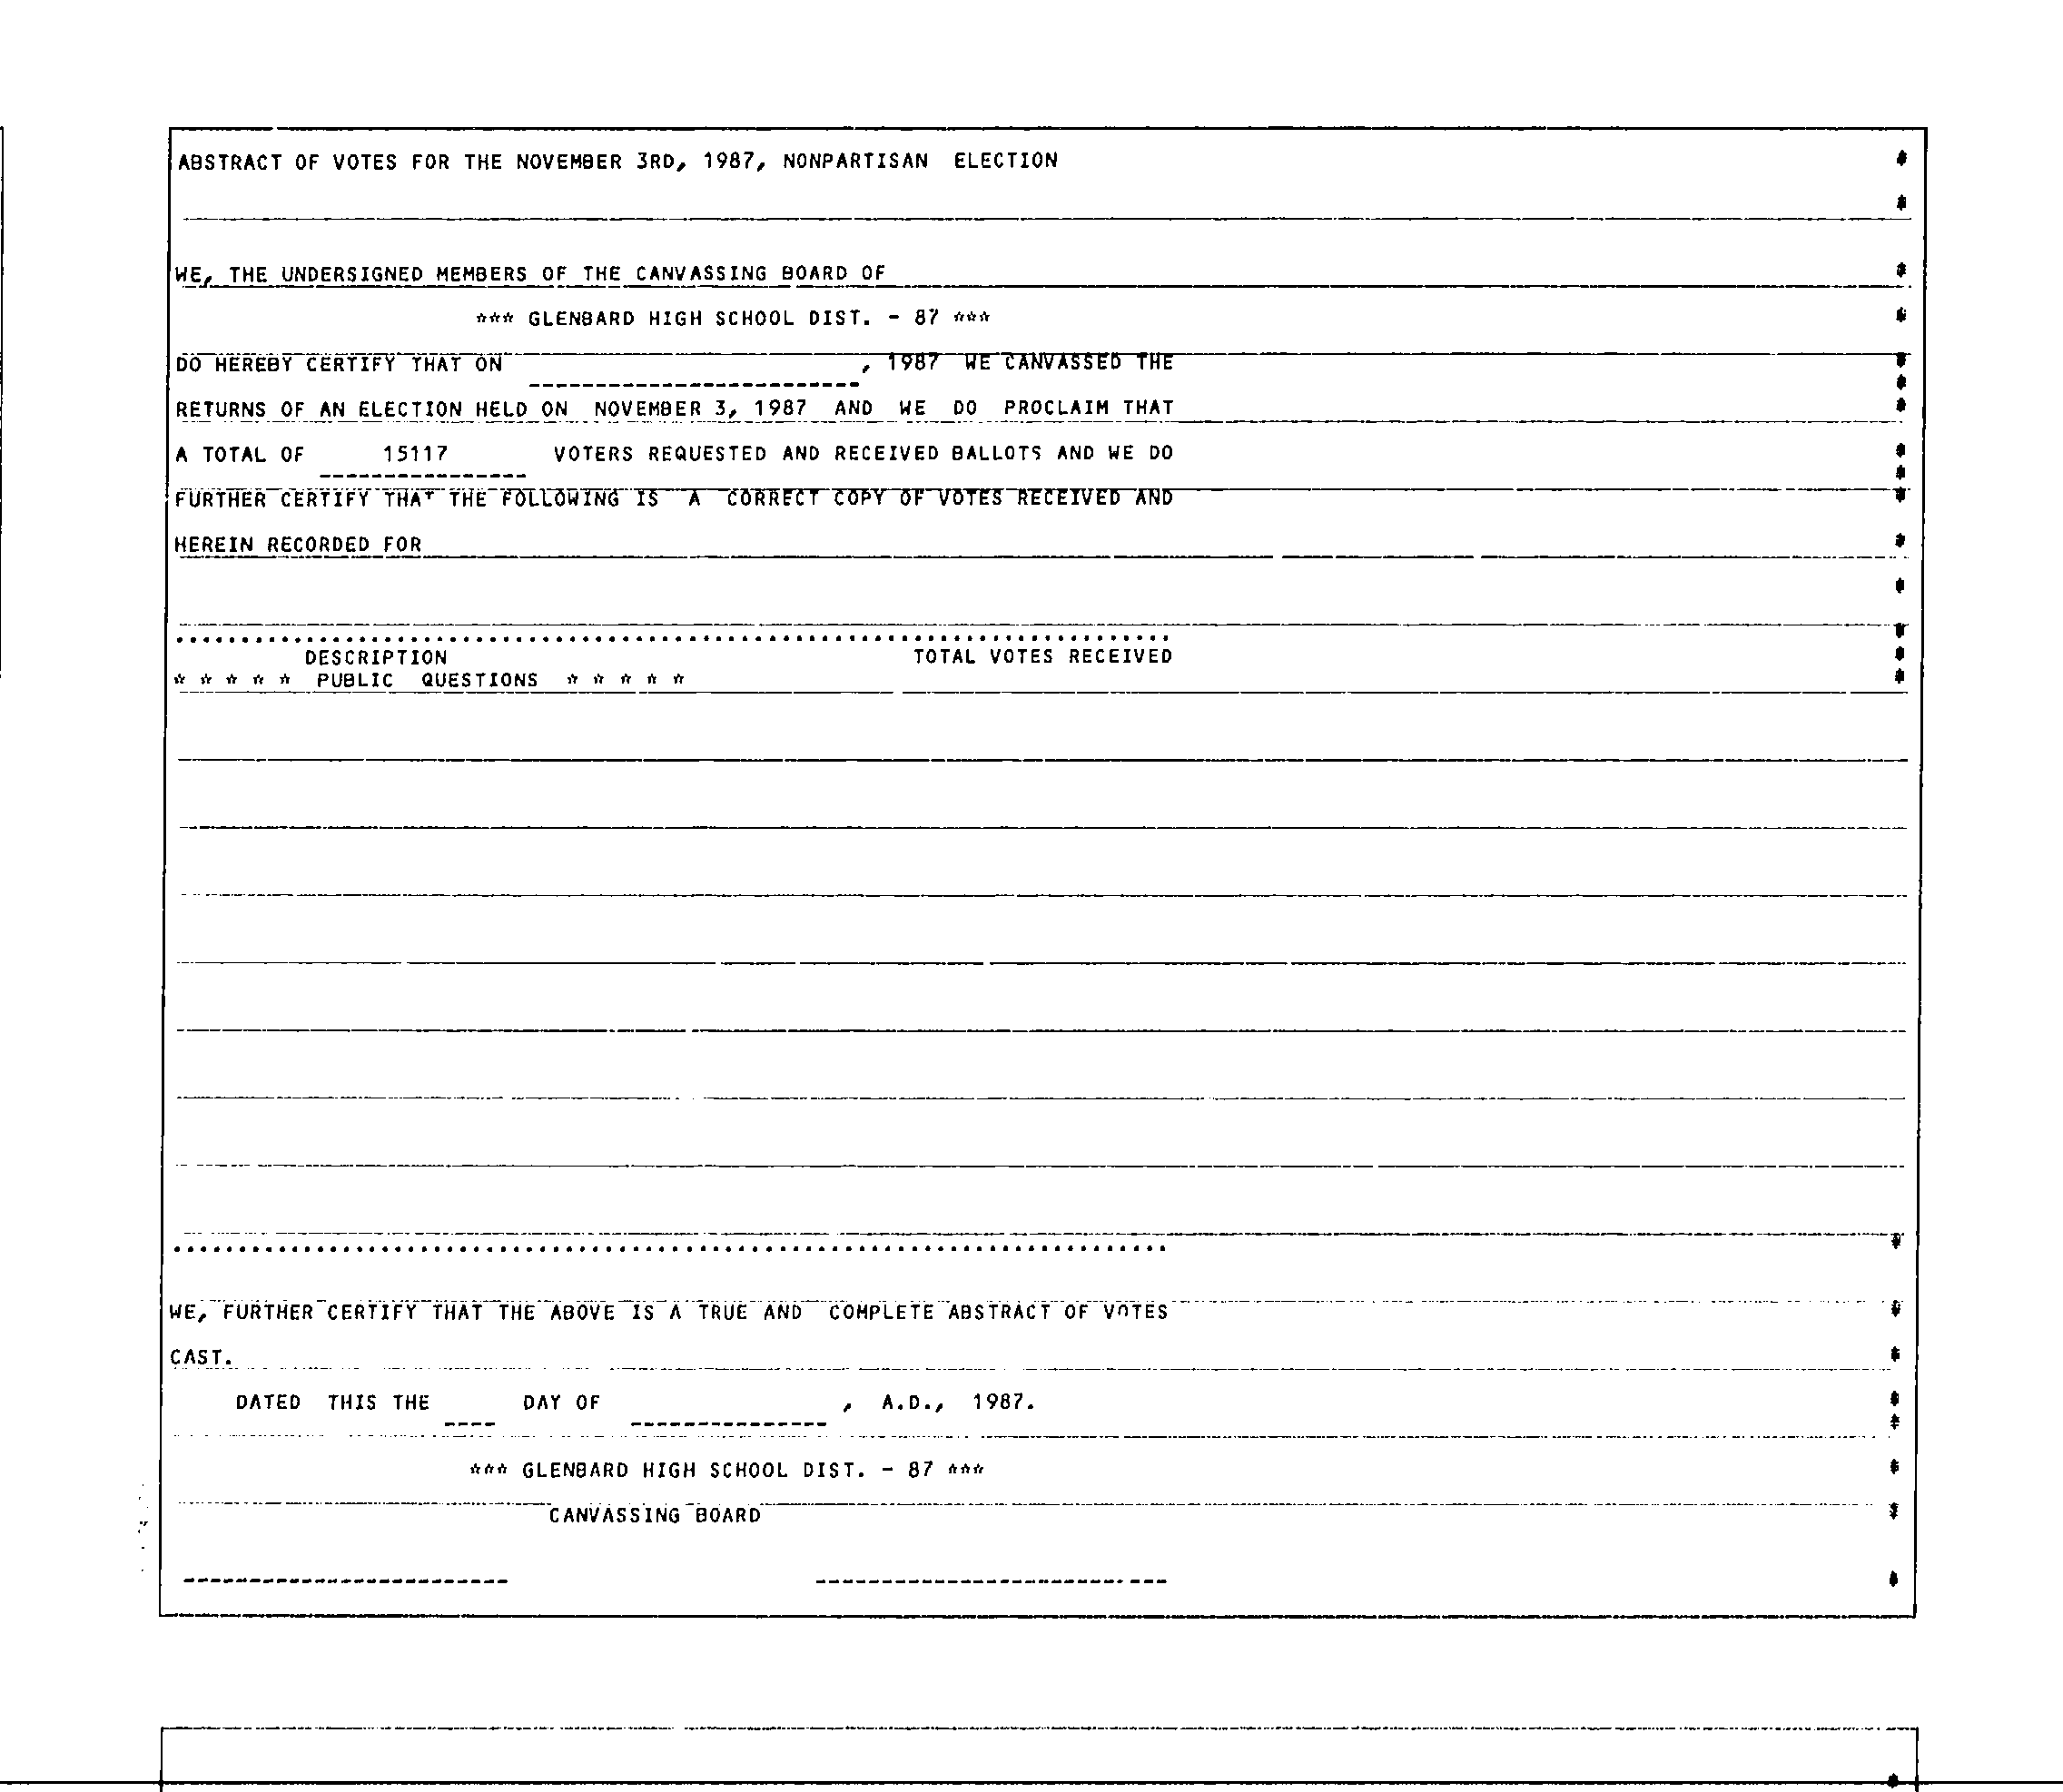 ABSTRACT OF VOTES FOR THE NOVEMBER 3RD, 1987, NONPARTISAN ELECTION
WE, THE UNDERSIGNED MEMBERS OF THE CANVASSING BOARD OF
*** GLENBARD HIGH SCHOOL DIST. - 87 ***
DO HEREBY CERTIFY THAT ON ________________________, 1987 WE CANVASSED THE
RETURNS OF AN ELECTION HELD ON NOVEMBER 3, 1987 AND WE DO PROCLAIM THAT
A TOTAL OF 15117 VOTERS REQUESTED AND RECEIVED BALLOTS AND WE DO
FURTHER CERTIFY THAT THE FOLLOWING IS A CORRECT COPY OF VOTES RECEIVED AND
HEREIN RECORDED FOR
DESCRIPTION TOTAL VOTES RECEIVED
* * * * * PUBLIC QUESTIONS * * * * *
WE, FURTHER CERTIFY THAT THE ABOVE IS A TRUE AND COMPLETE ABSTRACT OF VOTES
CAST.
DATED THIS THE ____ DAY OF _______________, A.D., 1987.
*** GLENBARD HIGH SCHOOL DIST. - 87 ***
CANVASSING BOARD